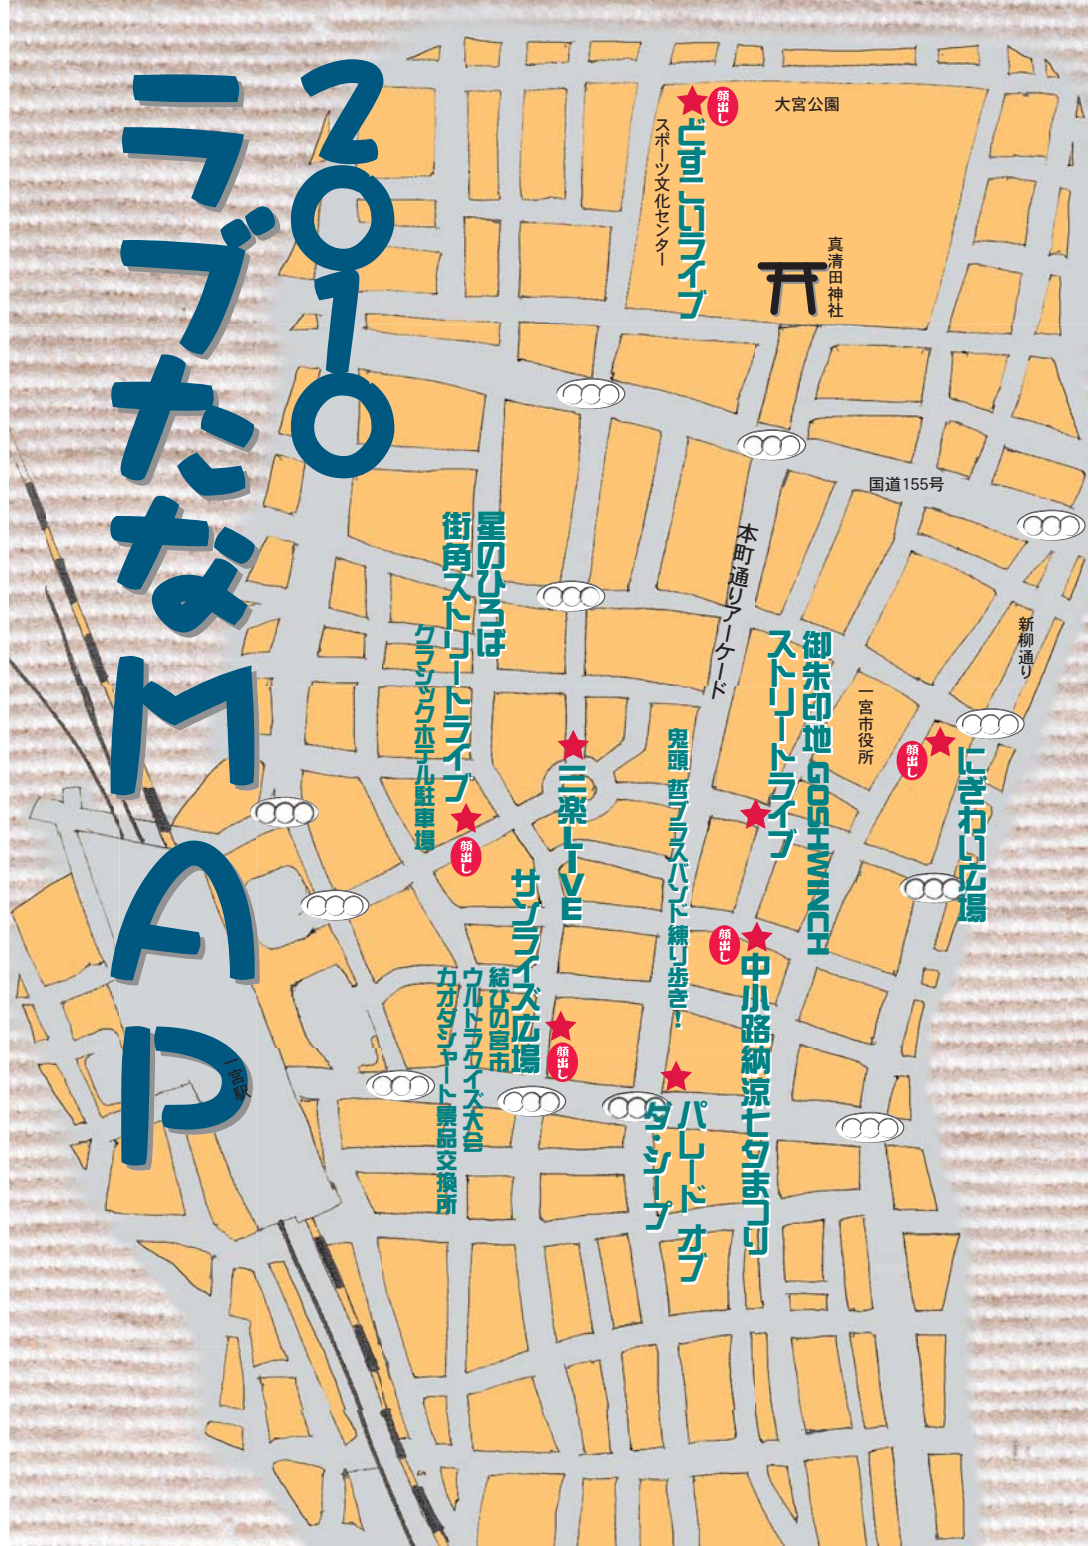 2010
ラブたなMAP
大宮公園
顔出し
どすこいライブ
スポーツ文化センター
真清田神社
国道155号
新柳通り
本町通りアーケード
星のひろば
街角ストリートライブ
クラシックホテル駐車場
顔出し
御朱印地 GOSHWINCH
ストリートライブ
一宮市役所
にぎわい広場
顔出し
三楽LIVE
鬼頭 哲ブラスバンド練り歩き!
中小路納涼七夕まつり
顔出し
サンライズ広場
結びの宮市
ウルトラクイズ大会
カオダシャート景品交換所
顔出し
パレード オブ
ダ・シープ
一宮駅